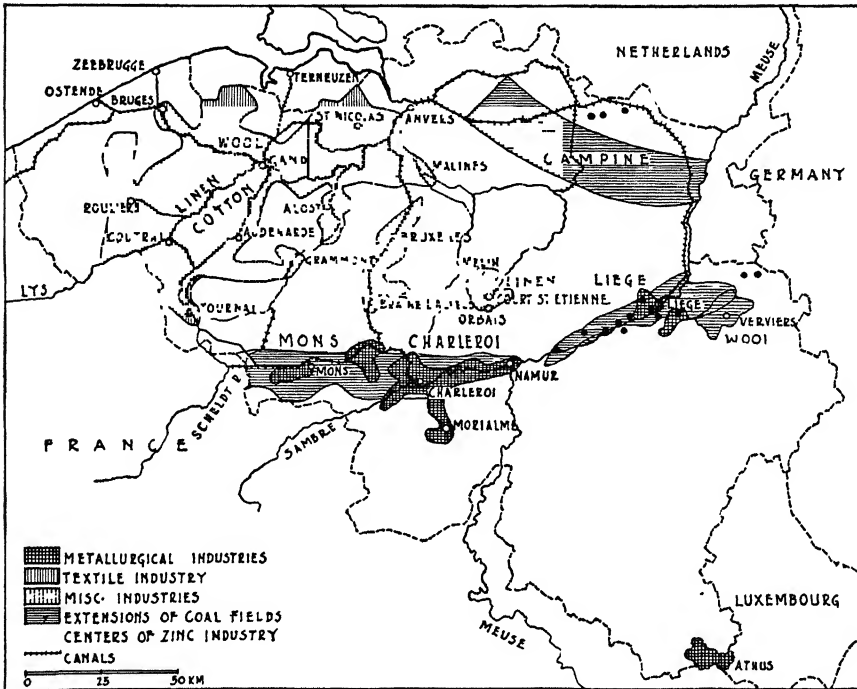 NETHERLANDS
MEUSE
ZEEBRUGGE
TERNEUZEN
OSTENDE
BRUGES
ST NICOLAS
ANVERS
WOOL
GAND
MALINES
CAMPINE
GERMANY
LINEN
COTTON
ROULERS
ALOST
COURTRAI
AUDENARDE
BRUXELLES
GRAMMONT
LYS
LINEN
LIEGE
COURT ST ETIENNE
LIEGE
TOURNAI
ORBAIS
VERVIERS
WOOL
MONS
CHARLEROI
MONS
NAMUR
CHARLEROI
SCHELDT R.
FRANCE
SAMBRE
MORIALME
METALLURGICAL INDUSTRIES
TEXTILE INDUSTRY
MISC. INDUSTRIES
EXTENSIONS OF COAL FIELDS
CENTERS OF ZINC INDUSTRY
CANALS
0 25 50 KM
MEUSE
LUXEMBOURG
ATHUS